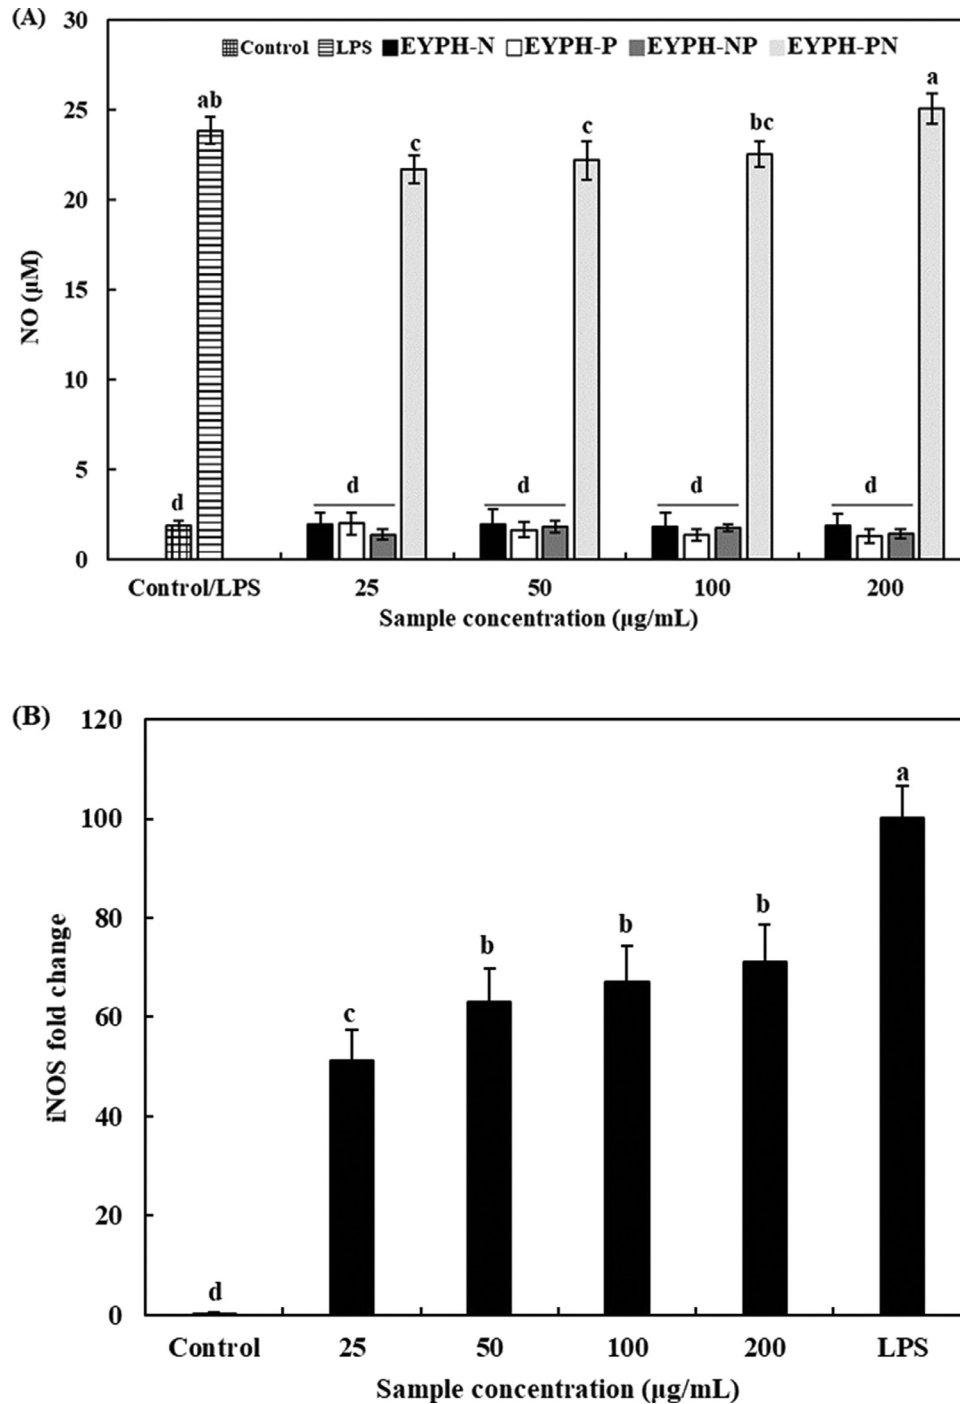 (A)
30
25
20
15
10
5
0
NO (µM)
Control LPS EYPH-N EYPH-P EYPH-NP EYPH-PN
ab
c
c
bc
a
d
d
d
d
d
Control/LPS 25 50 100 200
Sample concentration (µg/mL)
(B)
120
100
80
60
40
20
0
iNOS fold change
d
c
b
b
b
a
Control 25 50 100 200 LPS
Sample concentration (µg/mL)